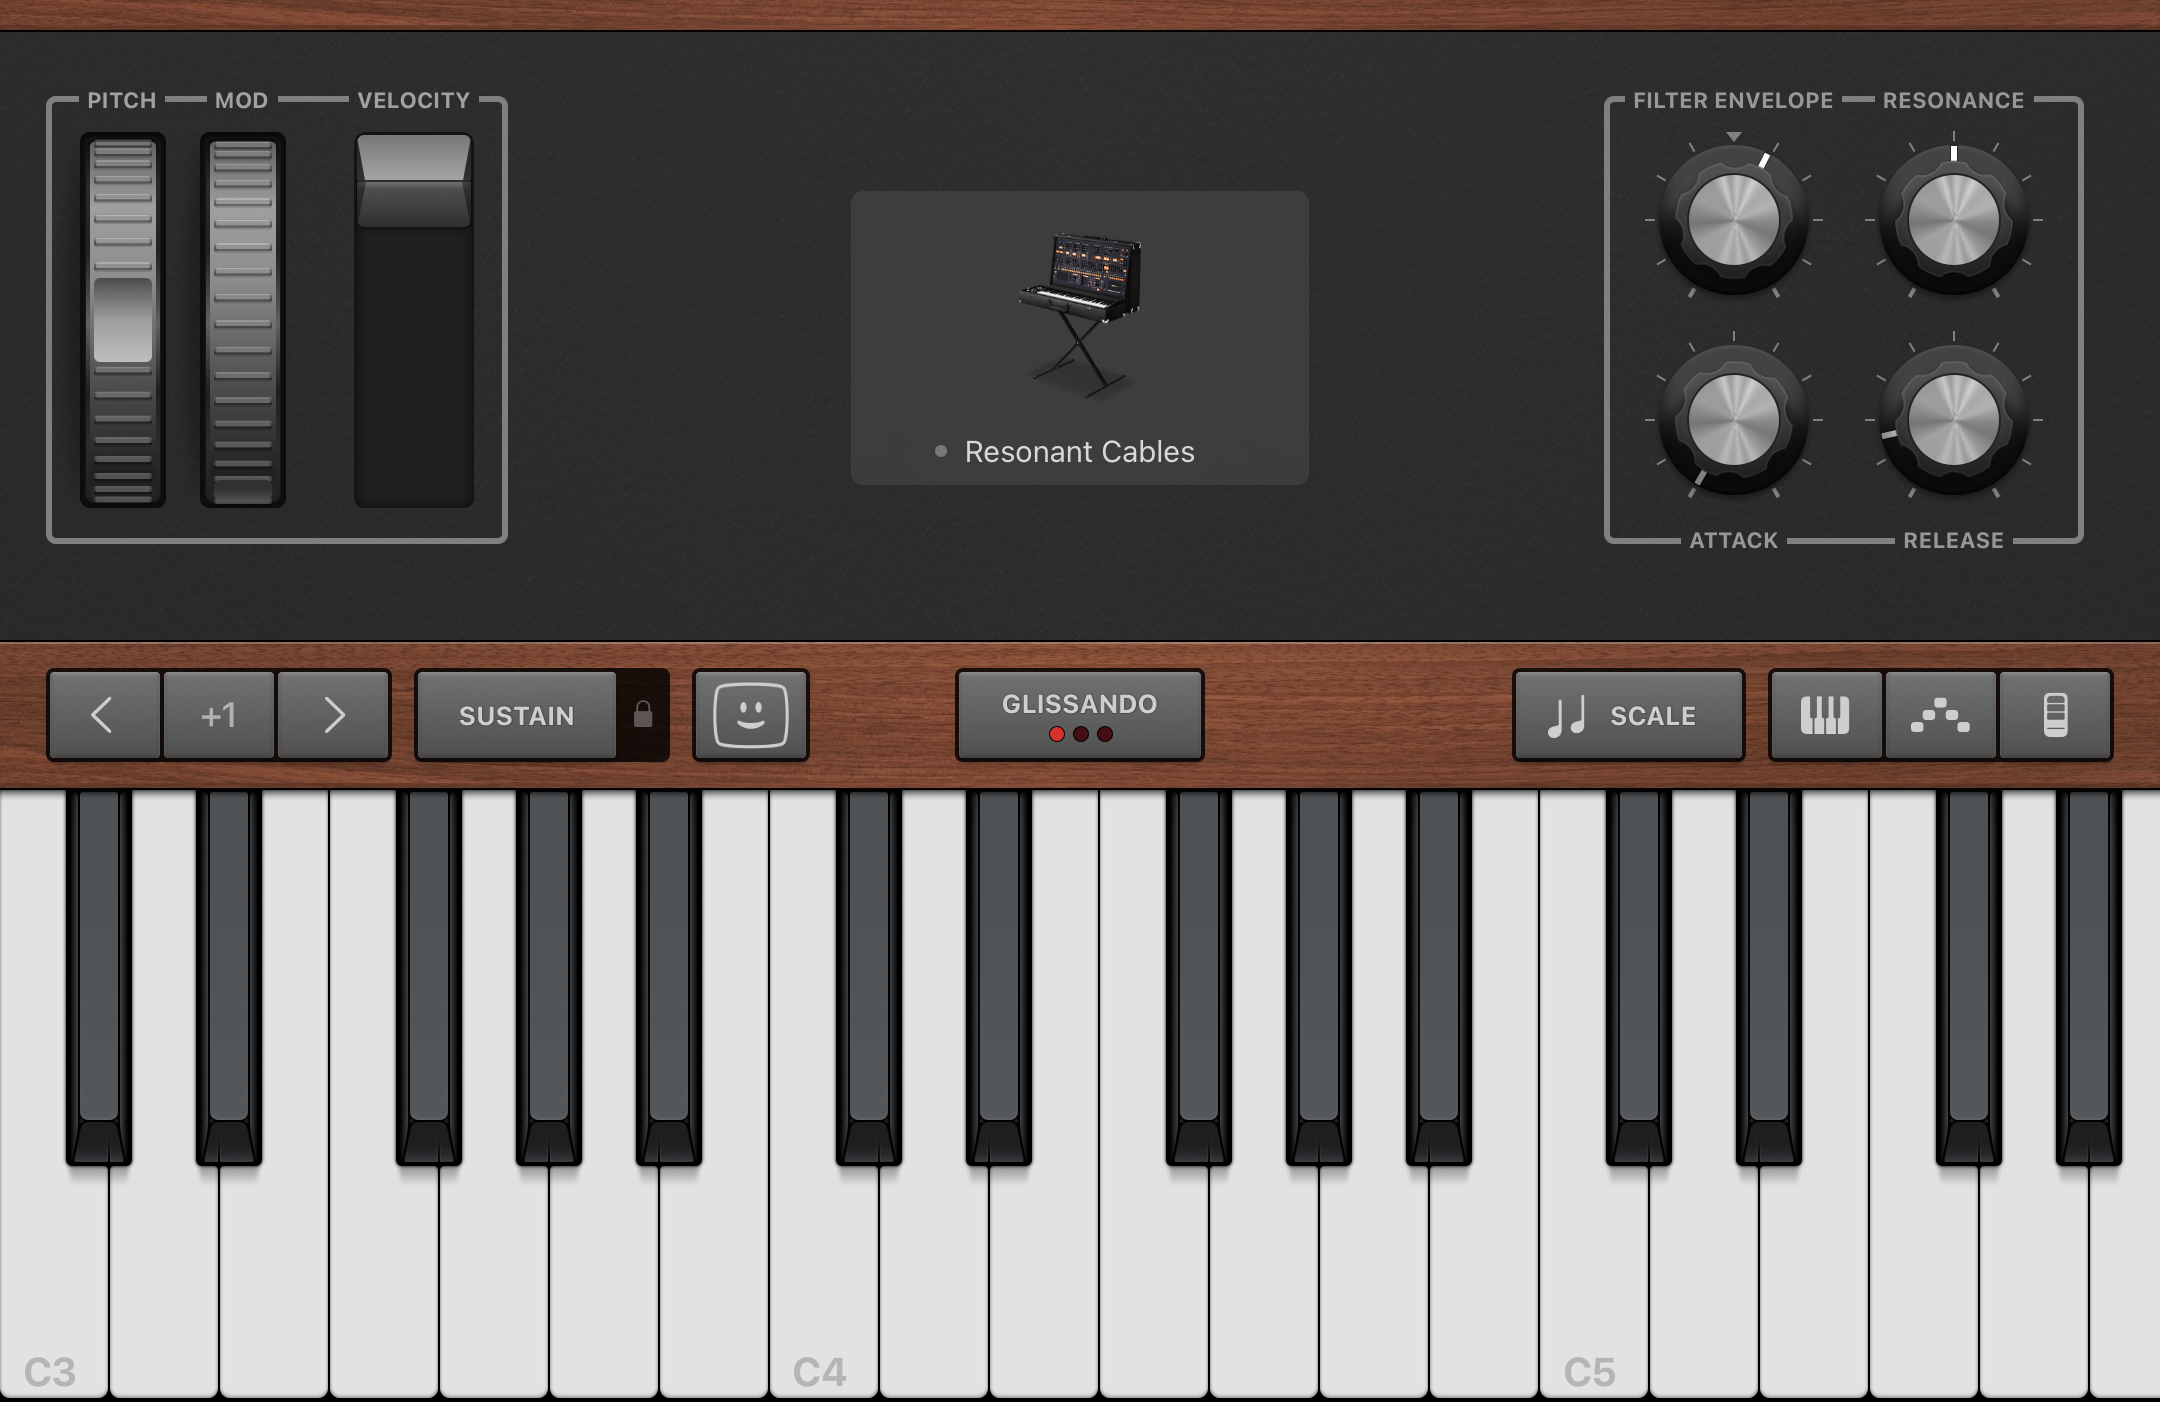 PITCH MOD VELOCITY
FILTER ENVELOPE RESONANCE
Resonant Cables
ATTACK RELEASE
+1 SUSTAIN GLISSANDO SCALE
C3 C4 C5